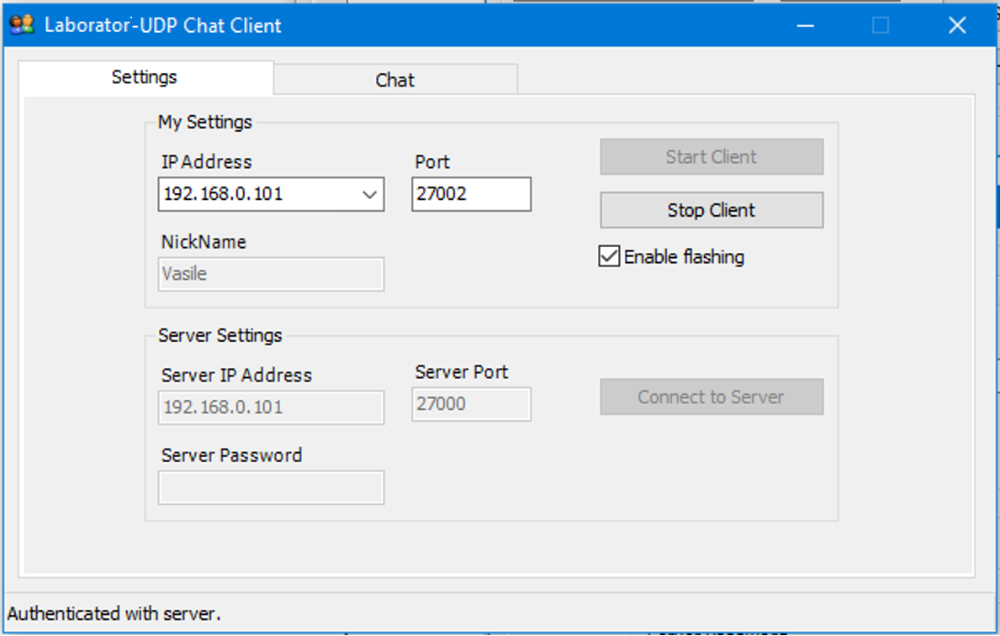 Laborator-UDP Chat Client
Settings
Chat
My Settings
IP Address
Port
192.168.0.101
27002
Start Client
Stop Client
NickName
Vasile
Enable flashing
Server Settings
Server IP Address
Server Port
192.168.0.101
27000
Connect to Server
Server Password
Authenticated with server.